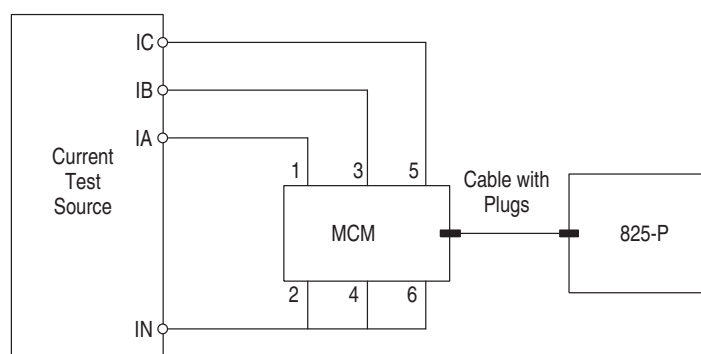 IC
IB
IA
Current
Test
Source
1 3 5
Cable with
Plugs
MCM
825-P
2 4 6
IN